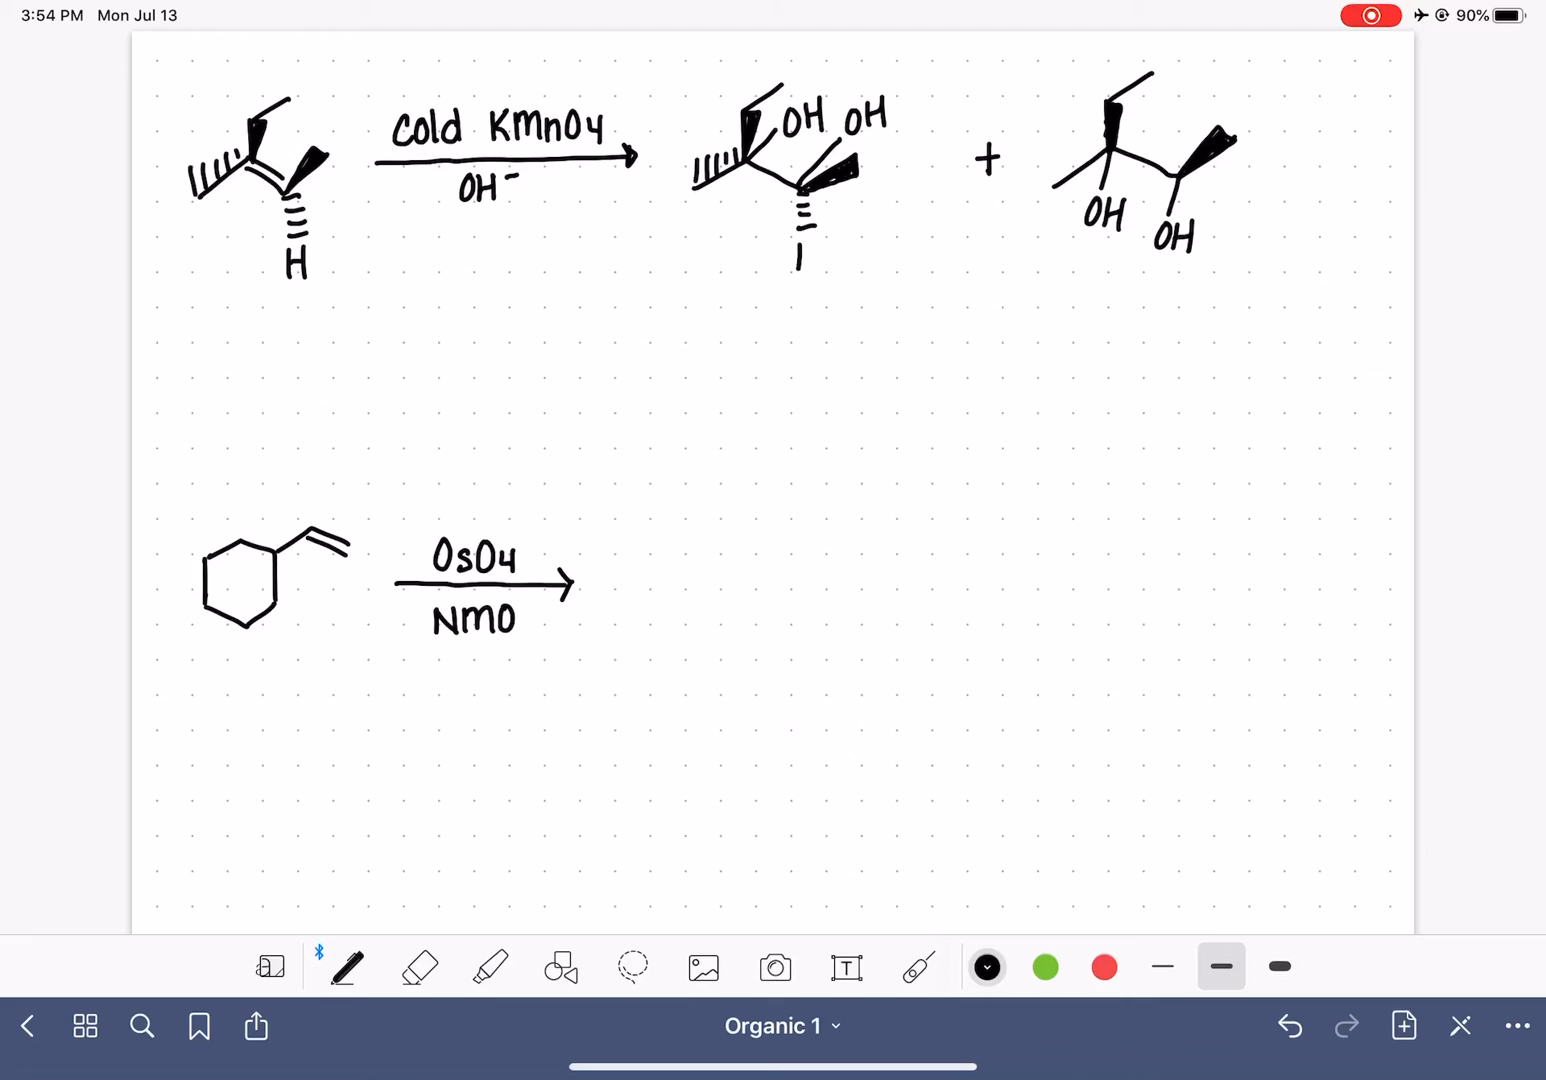 3:54 PM Mon Jul 13
90%
Cold KMnO4
OH-
H
OH OH
I
+
OH
OH
OsO4
NMO
T
Organic 1